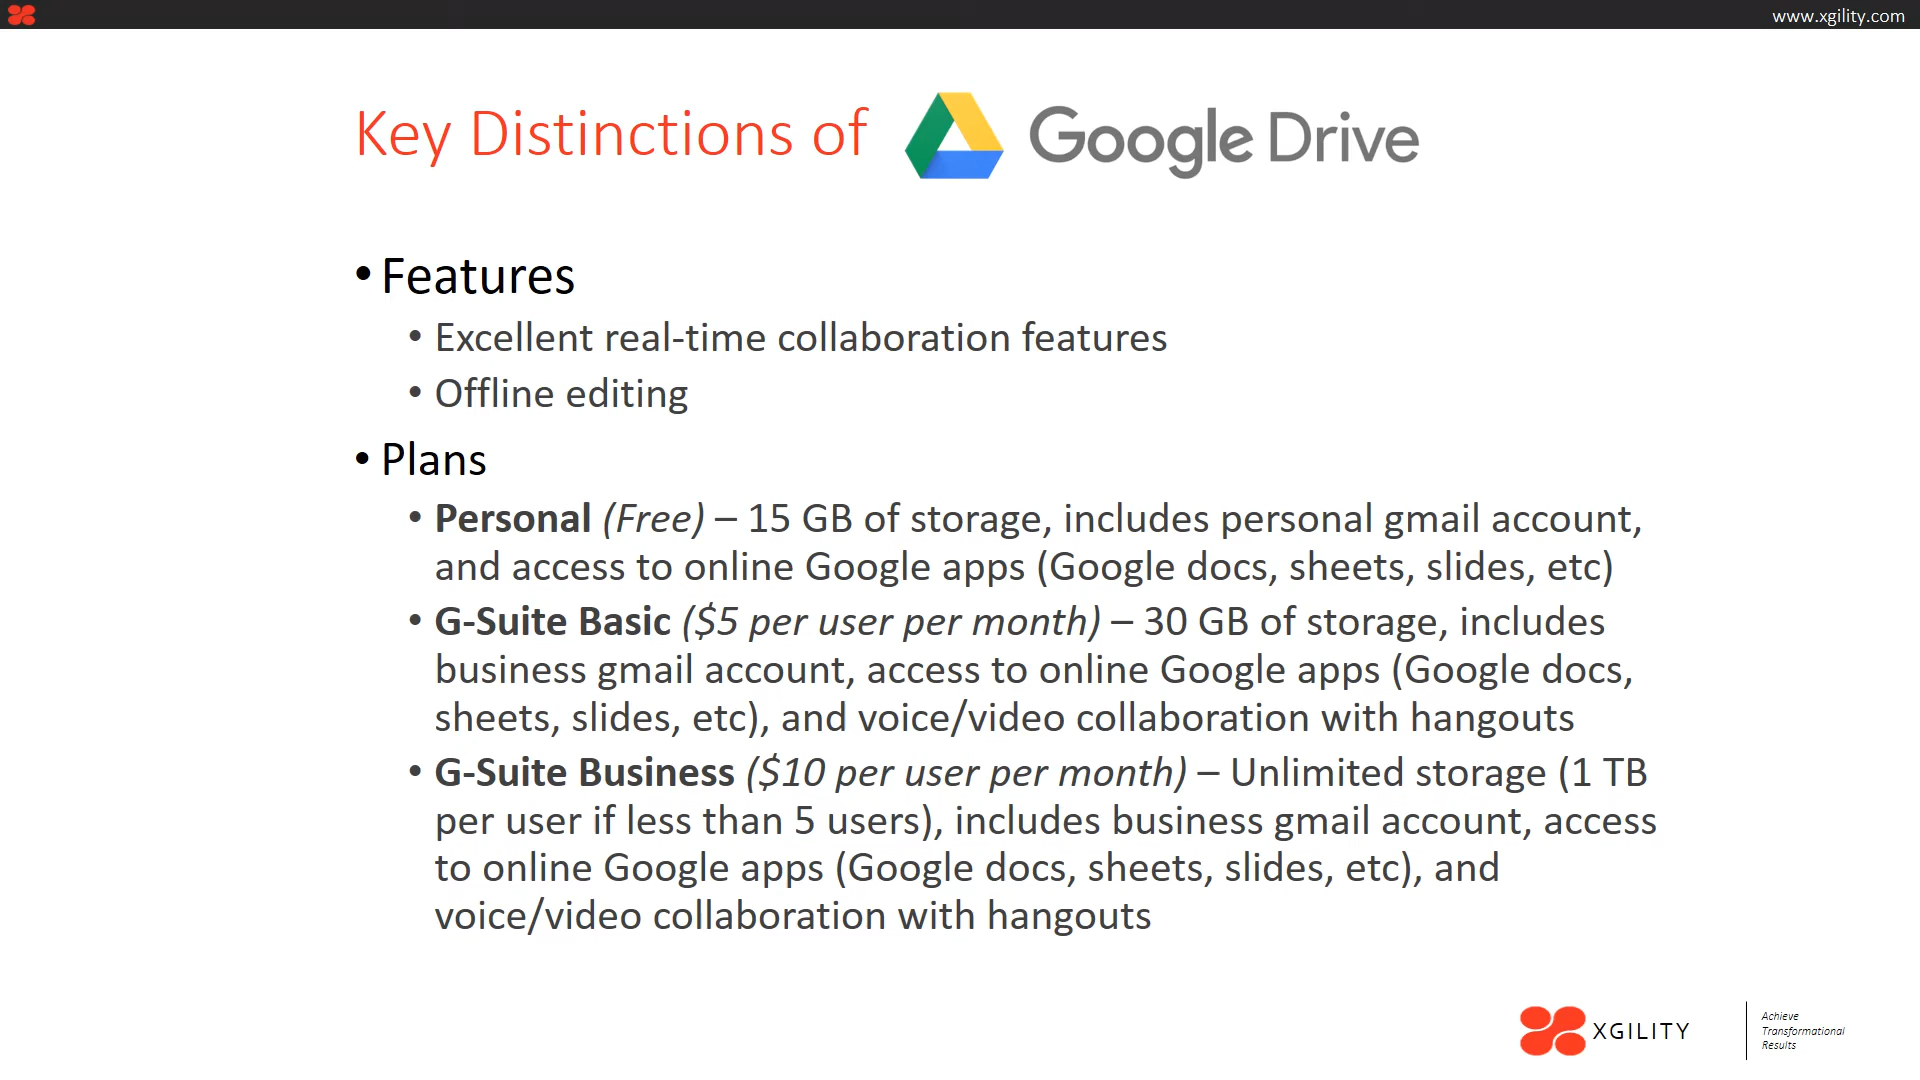 www.xgility.com
Key Distinctions of Google Drive
• Features
• Excellent real-time collaboration features
• Offline editing
• Plans
• Personal (Free) – 15 GB of storage, includes personal gmail account,
and access to online Google apps (Google docs, sheets, slides, etc)
• G-Suite Basic ($5 per user per month) – 30 GB of storage, includes
business gmail account, access to online Google apps (Google docs,
sheets, slides, etc), and voice/video collaboration with hangouts
• G-Suite Business ($10 per user per month) – Unlimited storage (1 TB
per user if less than 5 users), includes business gmail account, access
to online Google apps (Google docs, sheets, slides, etc), and
voice/video collaboration with hangouts
XGILITY
Achieve
Transformational
Results